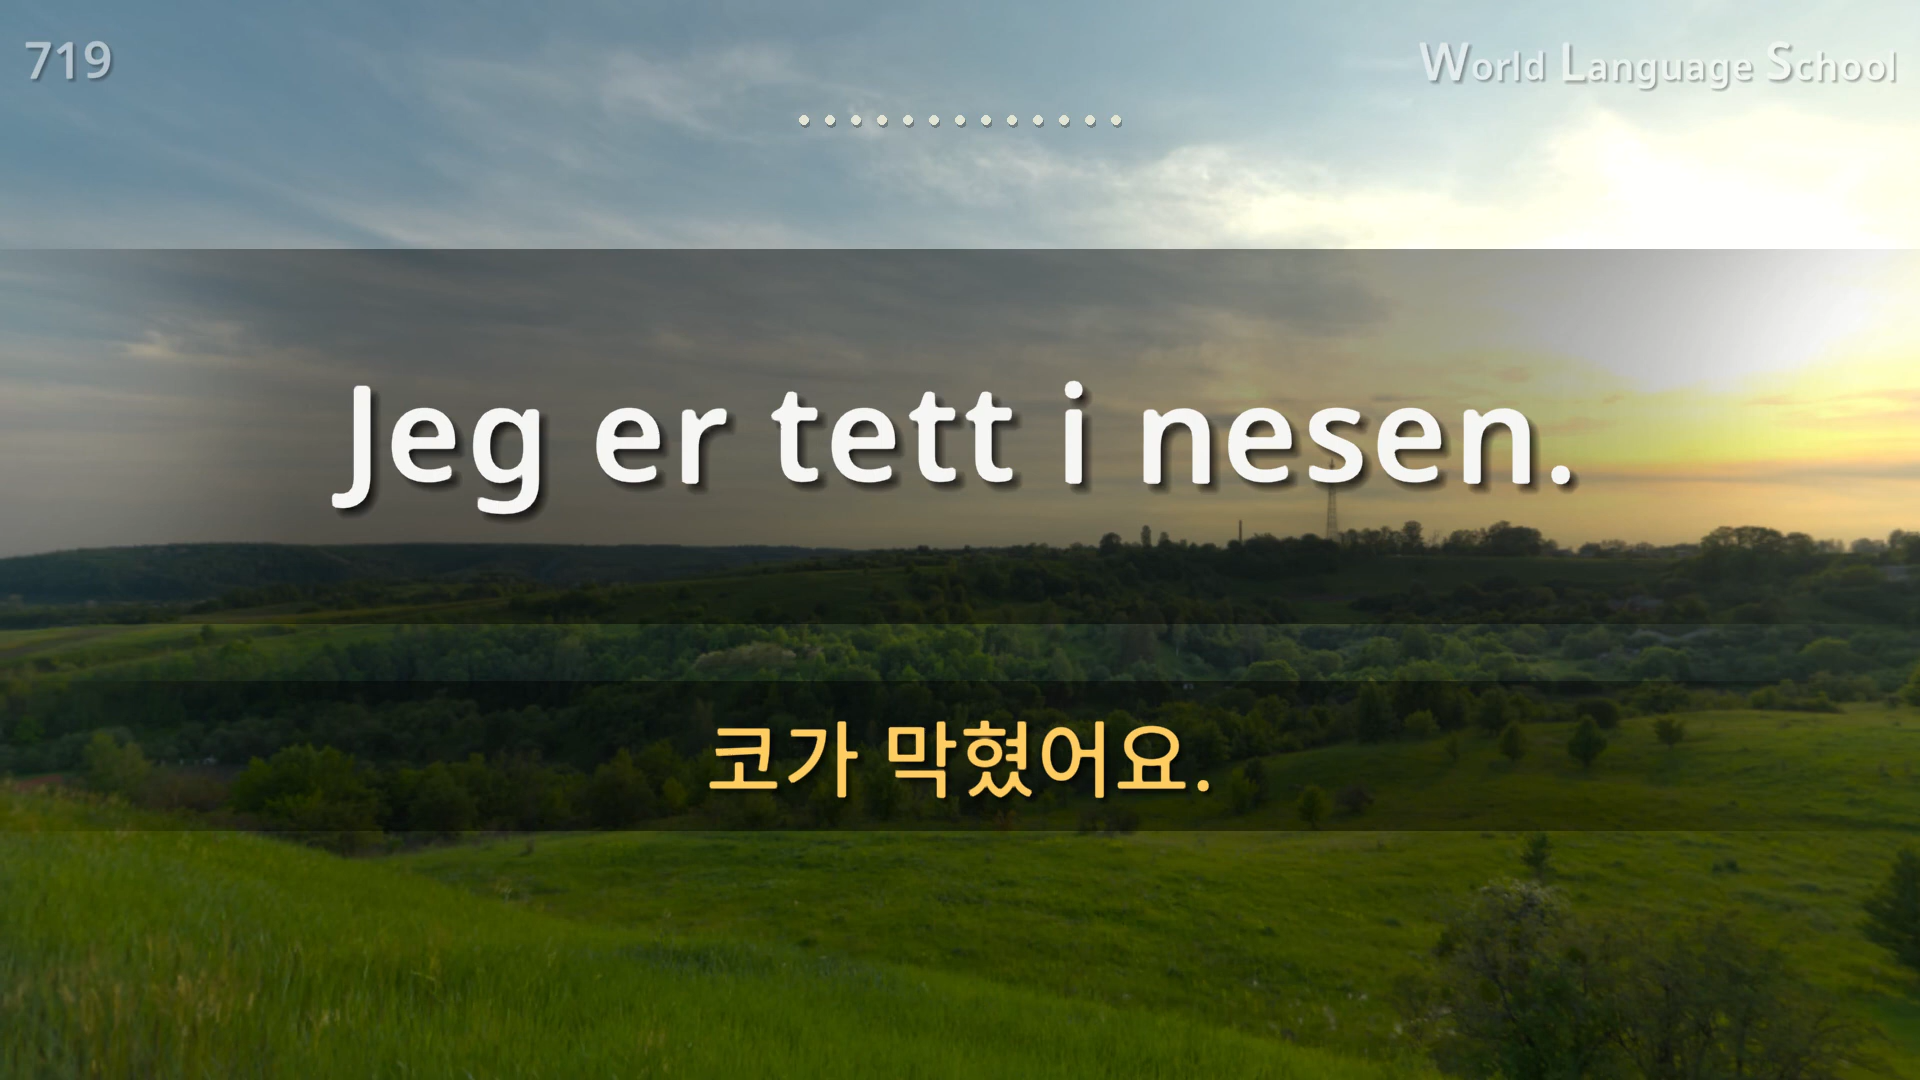 719
World Language School
Jeg er tett i nesen.
코가 막혔어요.